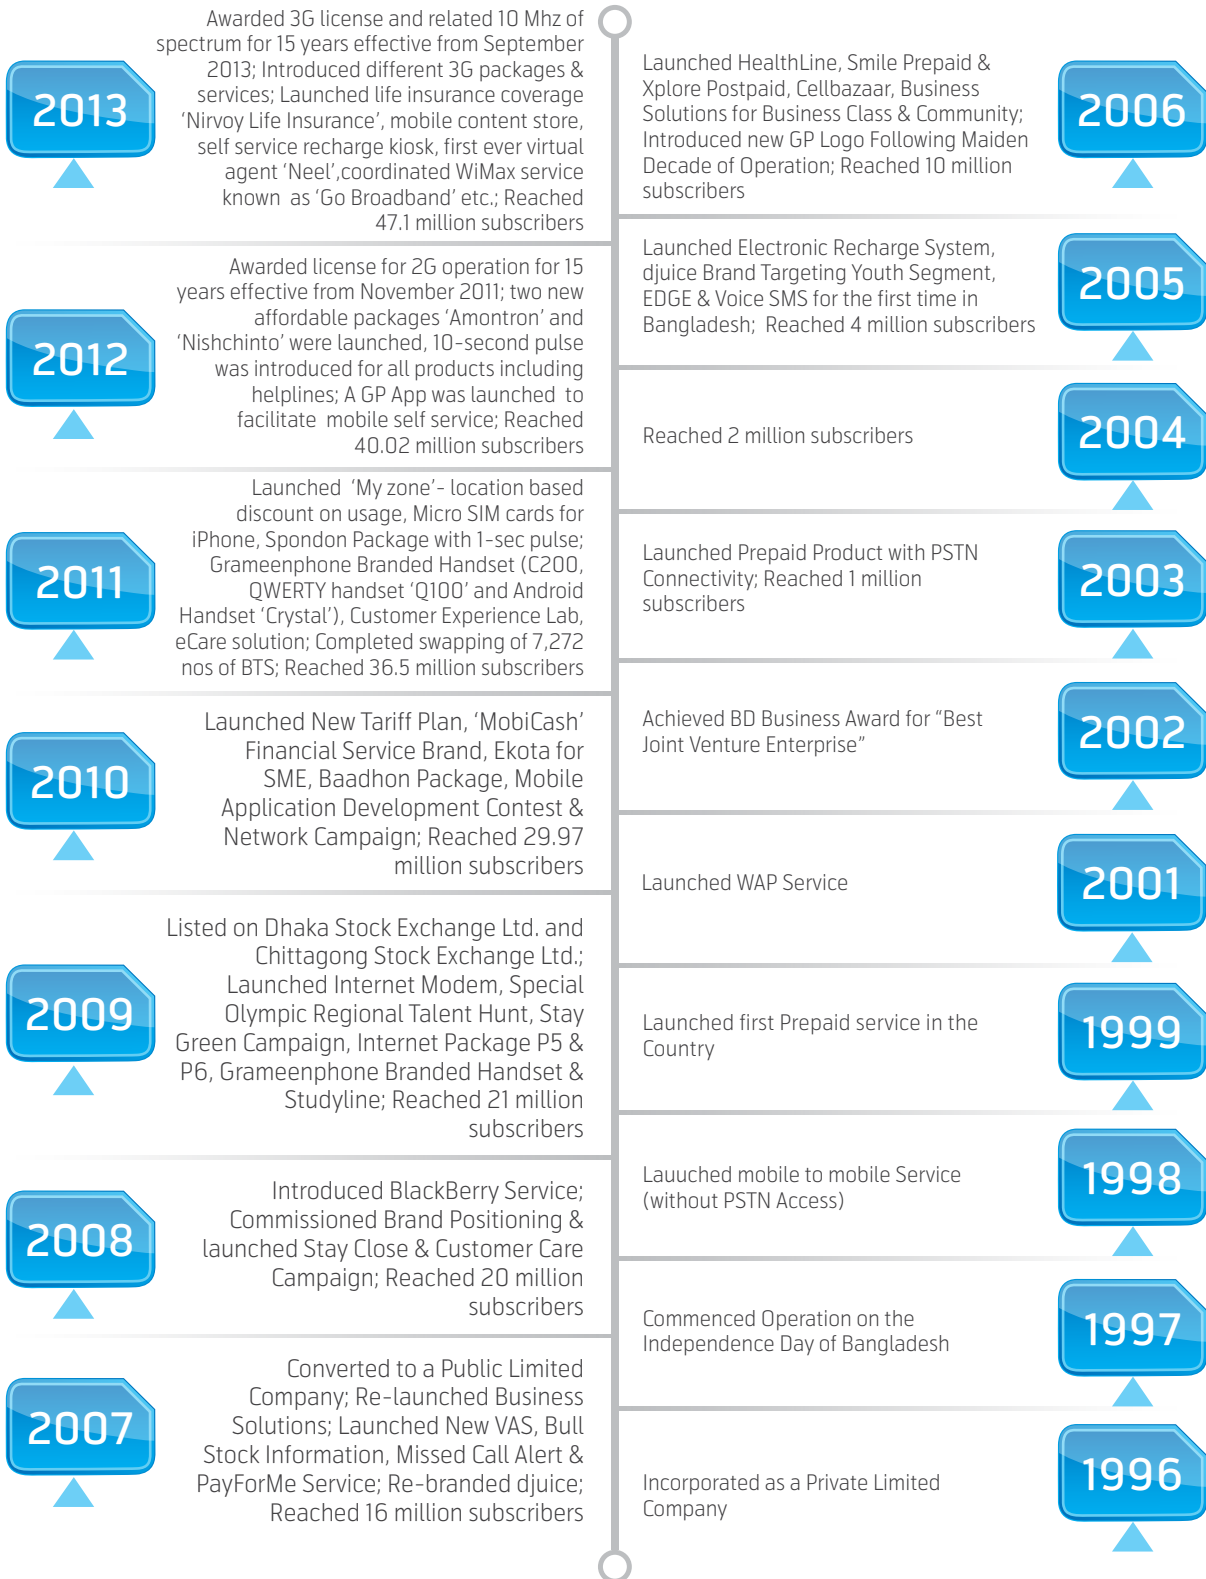 2013
Awarded 3G license and related 10 Mhz of
spectrum for 15 years effective from September
2013; Introduced different 3G packages &
services; Launched life insurance coverage
‘Nirvoy Life Insurance’, mobile content store,
self service recharge kiosk, first ever virtual
agent ‘Neel’,coordinated WiMax service
known as ‘Go Broadband’ etc.; Reached
47.1 million subscribers
2012
Awarded license for 2G operation for 15
years effective from November 2011; two new
affordable packages ‘Amontron’ and
‘Nishchinto’ were launched, 10-second pulse
was introduced for all products including
helplines; A GP App was launched to
facilitate mobile self service; Reached
40.02 million subscribers
2011
Launched ‘My zone’- location based
discount on usage, Micro SIM cards for
iPhone, Spondon Package with 1-sec pulse;
Grameenphone Branded Handset (C200,
QWERTY handset ‘Q100’ and Android
Handset ‘Crystal’), Customer Experience Lab,
eCare solution; Completed swapping of 7,272
nos of BTS; Reached 36.5 million subscribers
2010
Launched New Tariff Plan, ‘MobiCash’
Financial Service Brand, Ekota for
SME, Baadhon Package, Mobile
Application Development Contest &
Network Campaign; Reached 29.97
million subscribers
2009
Listed on Dhaka Stock Exchange Ltd. and
Chittagong Stock Exchange Ltd.;
Launched Internet Modem, Special
Olympic Regional Talent Hunt, Stay
Green Campaign, Internet Package P5 &
P6, Grameenphone Branded Handset &
Studyline; Reached 21 million
subscribers
2008
Introduced BlackBerry Service;
Commissioned Brand Positioning &
launched Stay Close & Customer Care
Campaign; Reached 20 million
subscribers
2007
Converted to a Public Limited
Company; Re-launched Business
Solutions; Launched New VAS, Bull
Stock Information, Missed Call Alert &
PayForMe Service; Re-branded djuice;
Reached 16 million subscribers
Launched HealthLine, Smile Prepaid &
Xplore Postpaid, Cellbazaar, Business
Solutions for Business Class & Community;
Introduced new GP Logo Following Maiden
Decade of Operation; Reached 10 million
subscribers
2006
Launched Electronic Recharge System,
djuice Brand Targeting Youth Segment,
EDGE & Voice SMS for the first time in
Bangladesh; Reached 4 million subscribers
2005
Reached 2 million subscribers
2004
Launched Prepaid Product with PSTN
Connectivity; Reached 1 million
subscribers
2003
Achieved BD Business Award for “Best
Joint Venture Enterprise”
2002
Launched WAP Service
2001
Launched first Prepaid service in the
Country
1999
Lauuched mobile to mobile Service
(without PSTN Access)
1998
Commenced Operation on the
Independence Day of Bangladesh
1997
Incorporated as a Private Limited
Company
1996